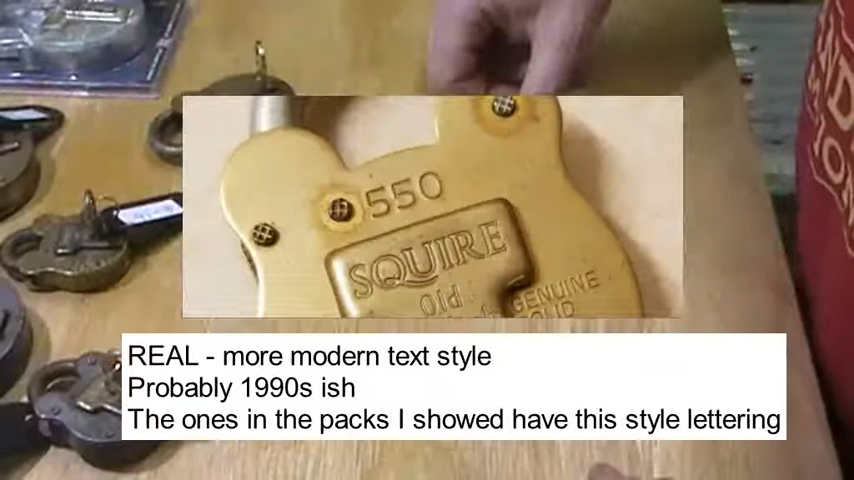 550
SQUIRE
Old
GENUINE
REAL - more modern text style
Probably 1990s ish
The ones in the packs I showed have this style lettering